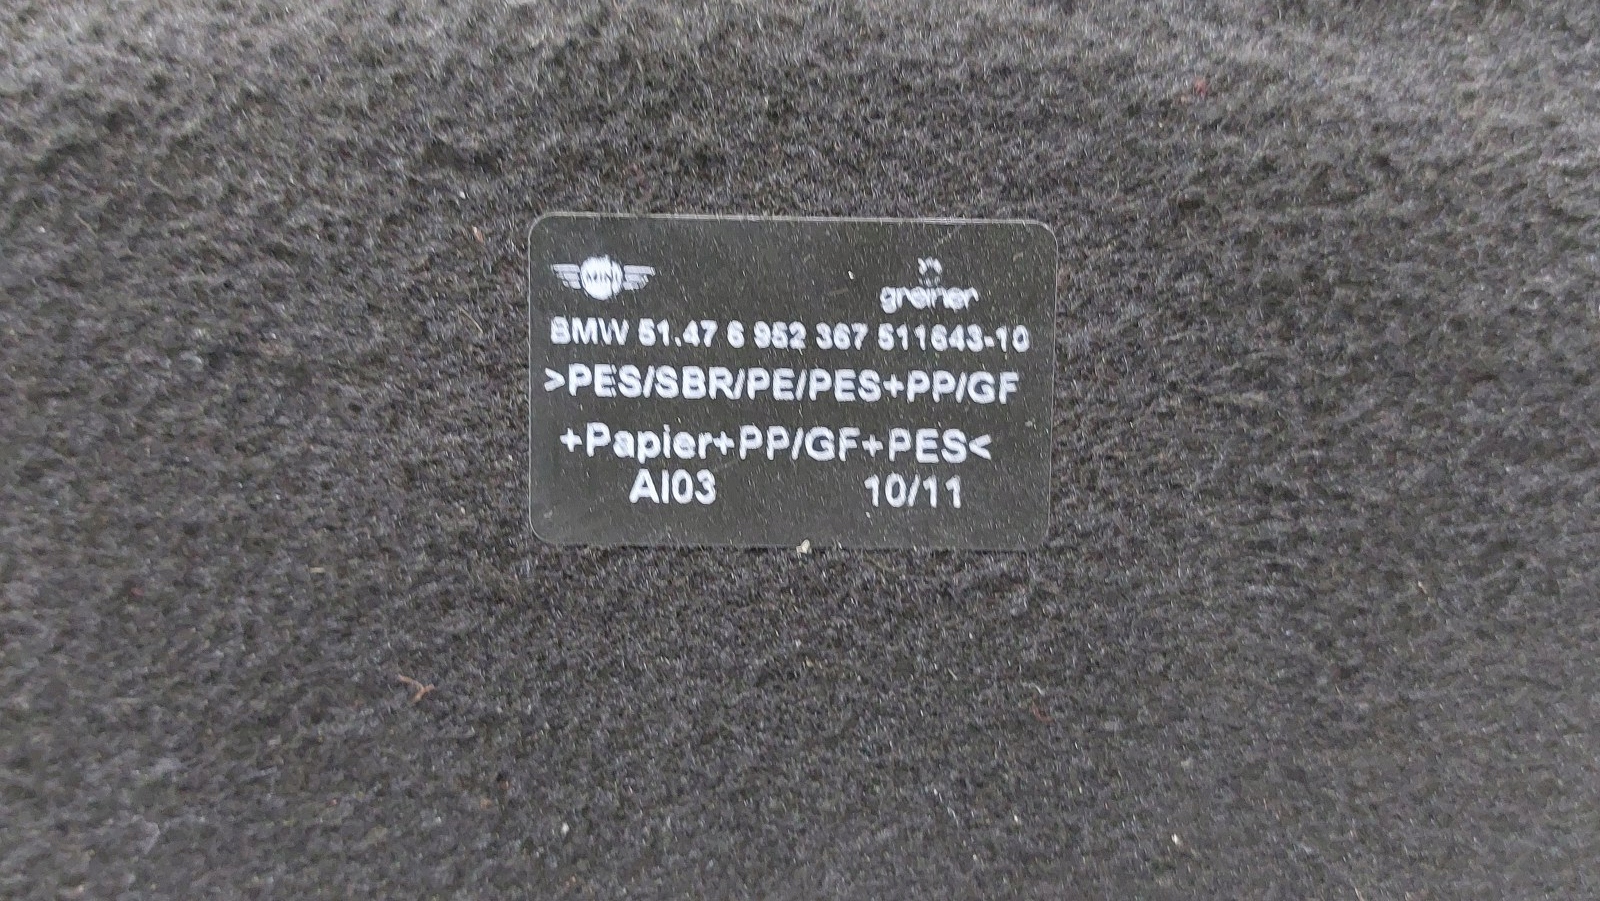 MINI
greiner
BMW 51.47 6 952 367 511643-10
>PES/SBR/PE/PES+PP/GF
+Papier+PP/GF+PES<
AI03 10/11